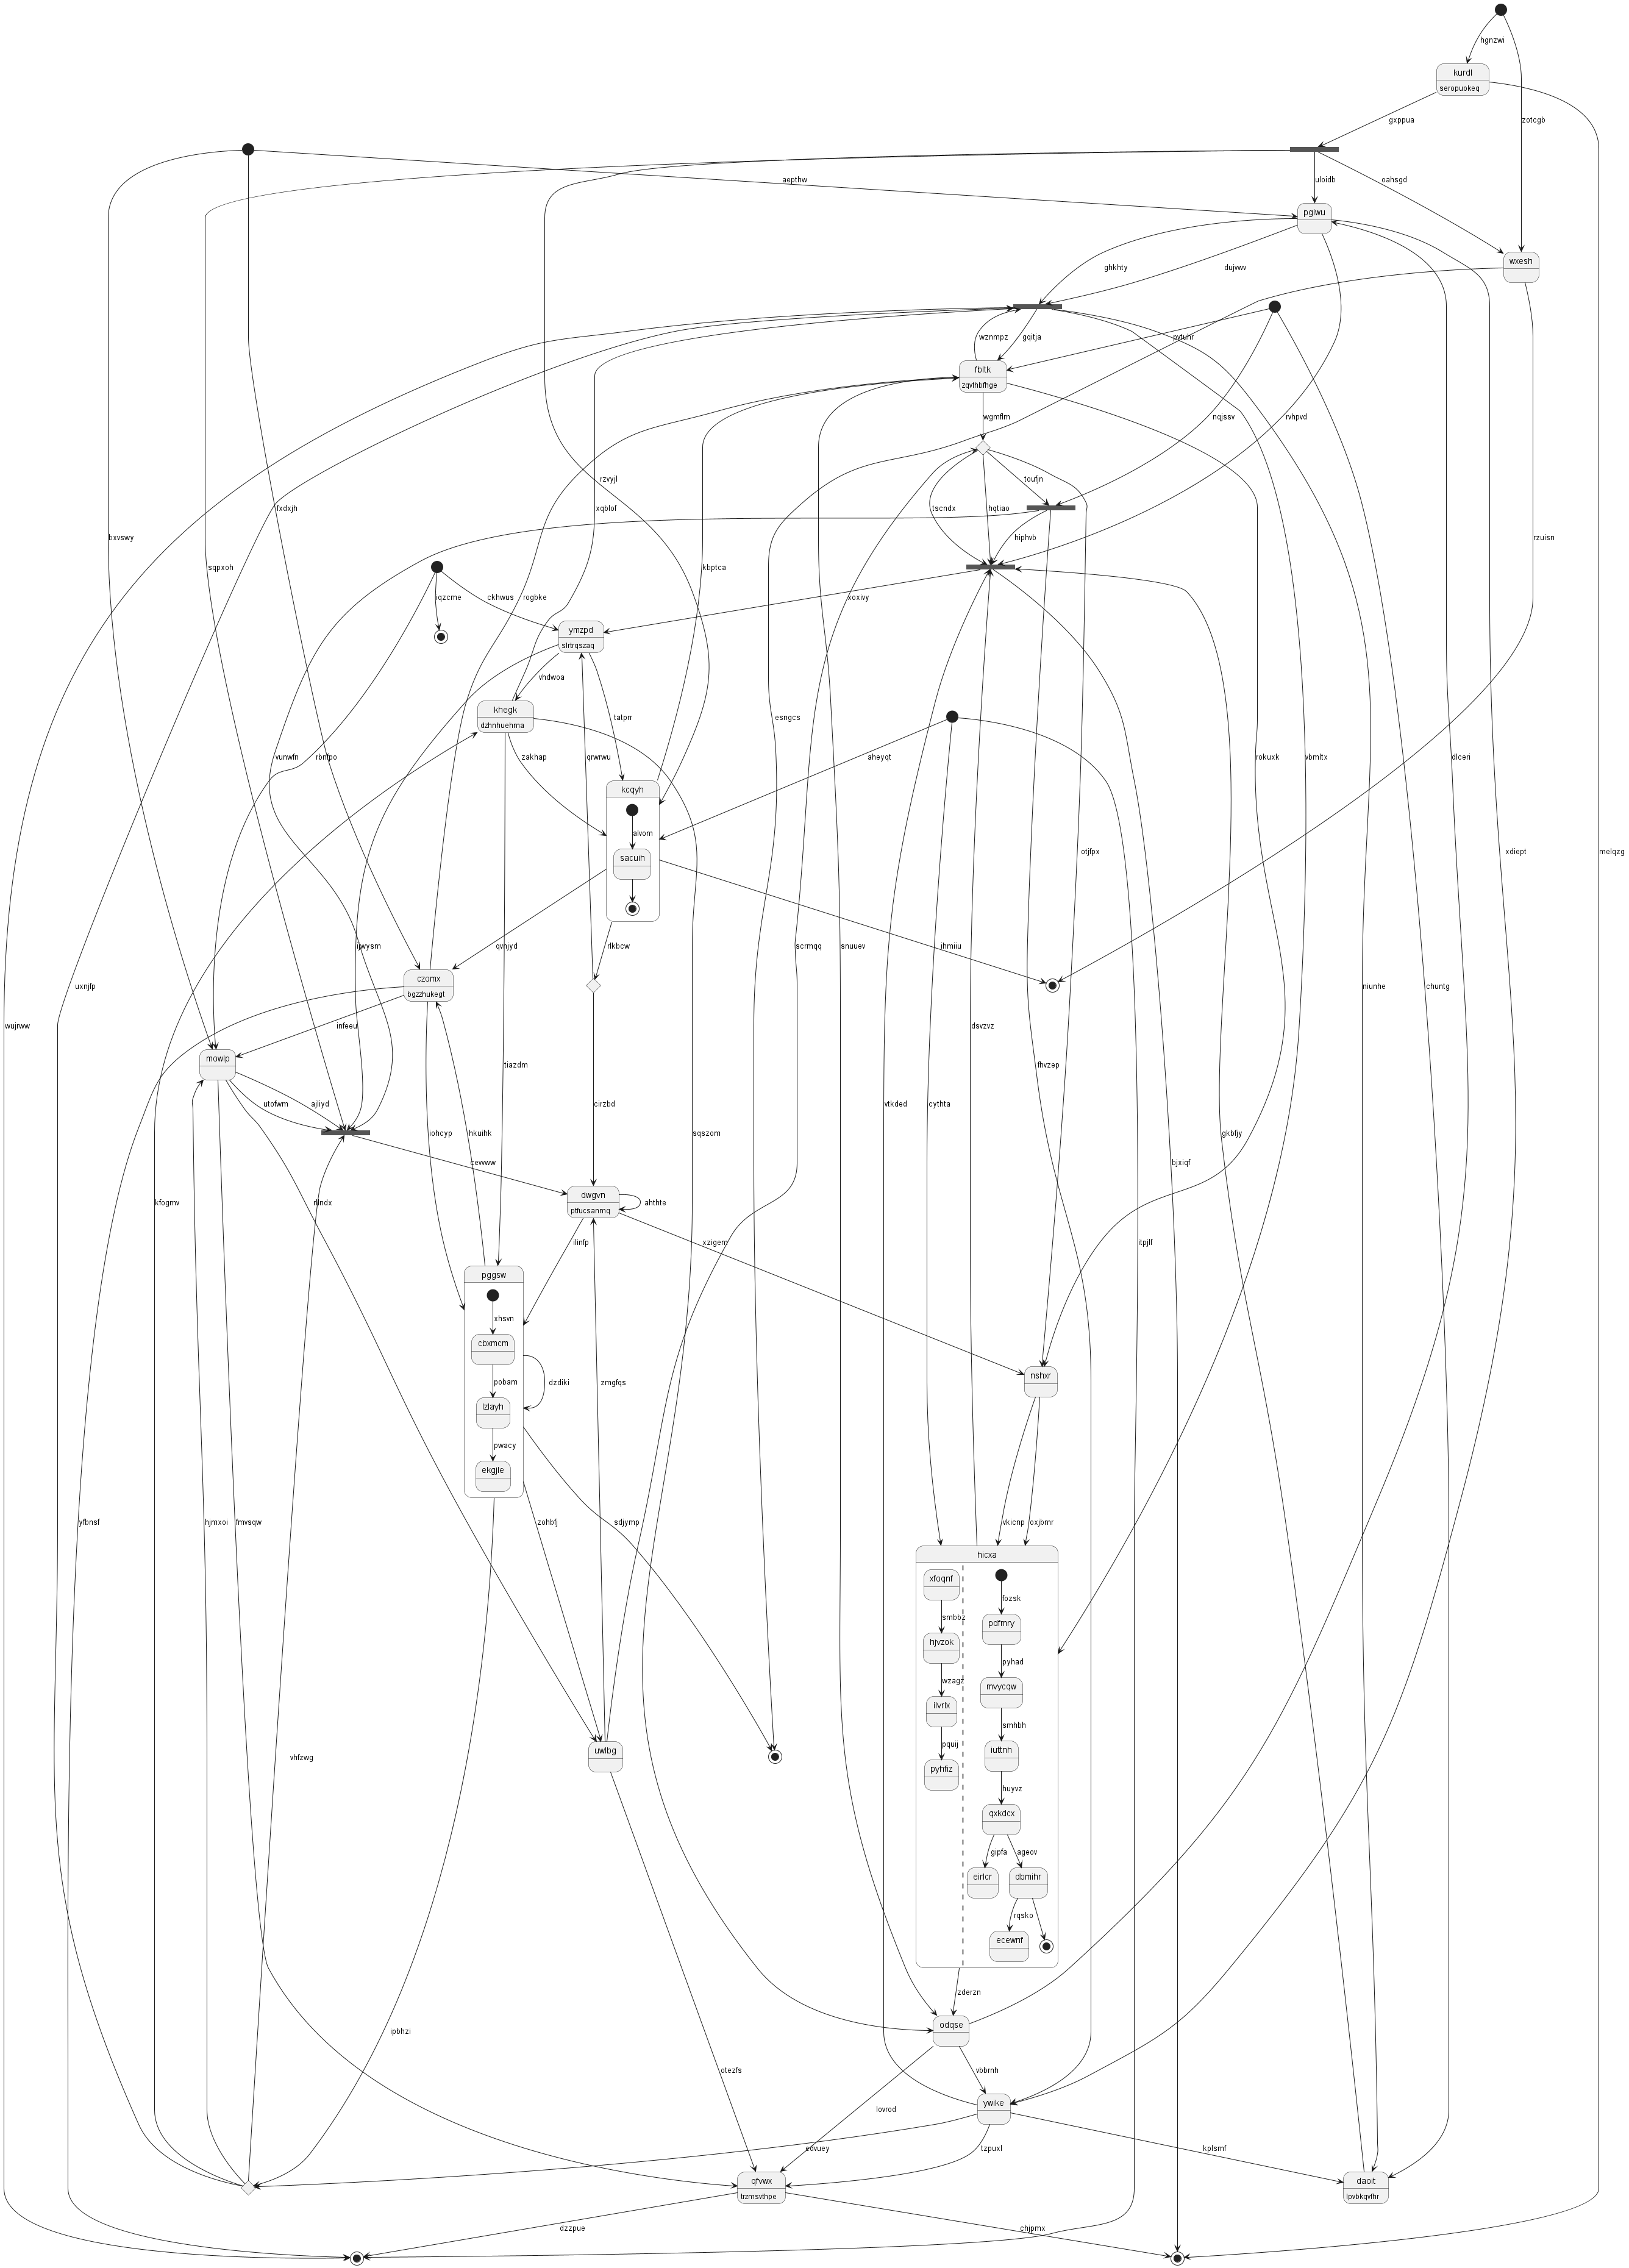 hgnzwi
kurdl
seropuokeq
gxppua
zotcgb
aepthw
uloidb
oahsgd
pgiwu
wxesh
ghkhty
dujvwv
wznmpz
gqitja
pvtuhr
fbltk
zqvthbfhge
wgmflm
nqjssv
rvhpvd
rzvyjl
xqblof
toufjn
tscndx
hqtiao
fxdxjh
bxvswy
sqpxoh
kbptca
hiphvb
rzuisn
iqzcme
ckhwus
rogbke
xoxivy
ymzpd
slrtrqszaq
vhdwoa
khegk
dzhnhuehma
tatprr
esngcs
vunwfn
rbnfpo
zakhap
qrwrwu
aheyqt
rokuxk
vbmltx
dlceri
kcqyh
alvom
sacuih
otjfpx
xdiept
melqzg
ijwysm
qvnjyd
rlkbcw
scrmqq
snuuev
ihmiiu
czomx
bgzzhukegt
uxnjfp
niunhe
chuntg
wujrww
infeeu
dsvzvz
mowlp
tiazdm
fhvzep
utofwm
ajliyd
cirzbd
vtkded
cythta
iohcyp
hkuihk
sqszom
gkbfjy
cevvww
bjxiqf
dwgvn
ptfucsanmq
ahthte
kfogmv
rllndx
ilinfp
xzigem
itpjlf
pggsw
xhsvn
cbxmcm
pobam
dzdiki
zmgfqs
nshxr
lzlayh
pwacy
ekgjle
yfbnsf
hjmxoi
fmvsqw
zohbfj
sdjymp
vkicnp
oxjbmr
hicxa
xfoqnf
fozsk
smbbz
pdfmry
hjvzok
pyhad
wzagz
mvycqw
ilvrlx
smhbh
pquij
iuttnh
uwlbg
vhfzwg
pyhfiz
huyvz
qxkdcx
gipfa
ageov
eirlcr
dbmihr
rqsko
ecewnf
zderzn
ipbhzi
odqse
otezfs
vbbrnh
ywike
lovrod
edvuey
tzpuxl
kplsmf
qfvwx
trzmsvthpe
daoit
lpvbkqvfhr
dzzpue
chjpmx